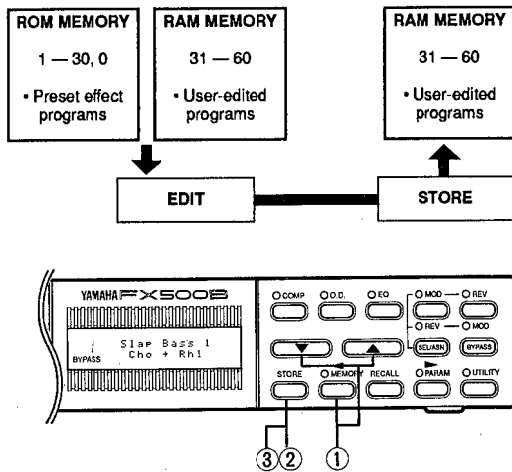 ROM MEMORY
1 — 30, 0
• Preset effect
programs
RAM MEMORY
31 — 60
• User-edited
programs
RAM MEMORY
31 — 60
• User-edited
programs
EDIT
STORE
YAMAHA FX500B
Slap Bass 1
BYPASS
Cho + Rh1
COMP
O.D.
EQ
MOD
REV
REV
MOD
SEL/ASN
BYPASS
STORE
MEMORY
RECALL
PARAM
UTILITY
③ ② ①